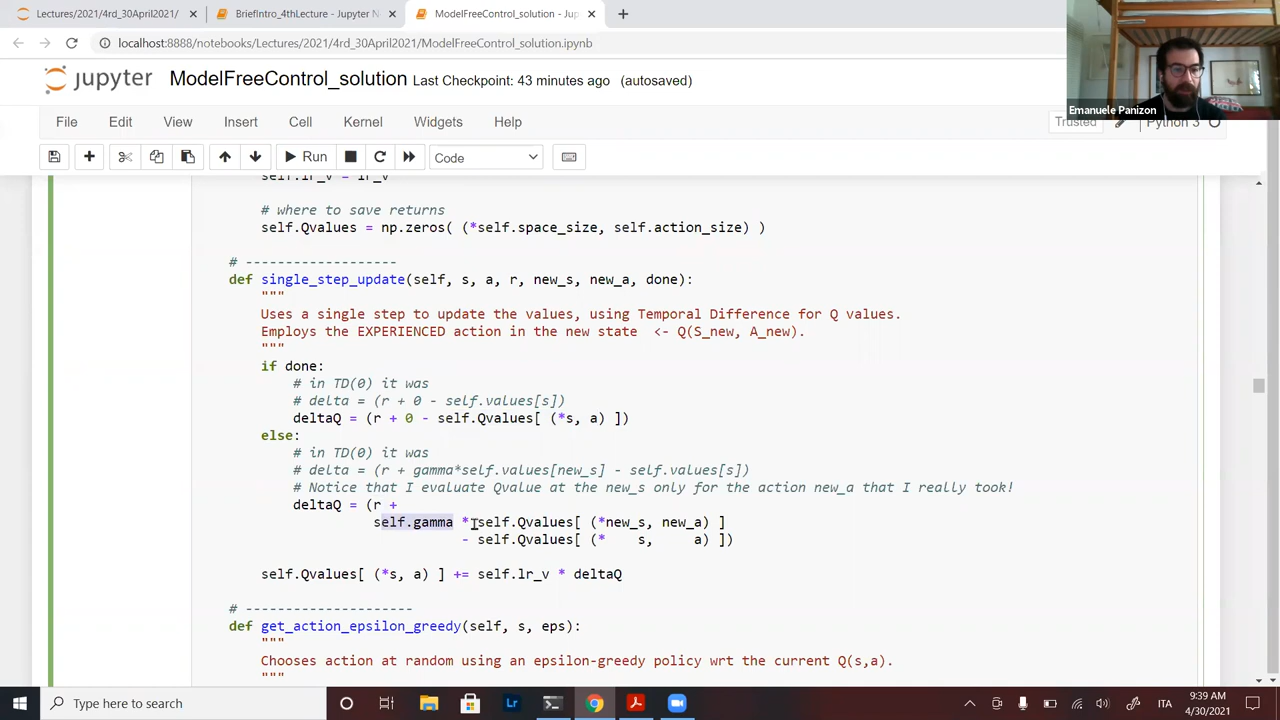 Lectures/2021/4rd_30April2021/
BriefIntro_4thLecture - Jupyter N
ModelFreeControl_solution - Jup
localhost:8888/notebooks/Lectures/2021/4rd_30April2021/ModelFreeControl_solution.ipynb
jupyter ModelFreeControl_solution Last Checkpoint: 43 minutes ago (autosaved)
Emanuele Panizon
File Edit View Insert Cell Kernel Widgets Help
Trusted Python 3
Run Code
self.lr_v = lr_v
# where to save returns
self.Qvalues = np.zeros( (*self.space_size, self.action_size) )
# -------------------
def single_step_update(self, s, a, r, new_s, new_a, done):
"""
Uses a single step to update the values, using Temporal Difference for Q values.
Employs the EXPERIENCED action in the new state <- Q(S_new, A_new).
"""
if done:
# in TD(0) it was
# delta = (r + 0 - self.values[s])
deltaQ = (r + 0 - self.Qvalues[ (*s, a) ])
else:
# in TD(0) it was
# delta = (r + gamma*self.values[new_s] - self.values[s])
# Notice that I evaluate Qvalue at the new_s only for the action new_a that I really took!
deltaQ = (r +
self.gamma * self.Qvalues[ (*new_s, new_a) ]
- self.Qvalues[ (* s, a) ])
self.Qvalues[ (*s, a) ] += self.lr_v * deltaQ
# ---------------------
def get_action_epsilon_greedy(self, s, eps):
"""
Chooses action at random using an epsilon-greedy policy wrt the current Q(s,a).
"""
Type here to search
ITA
9:39 AM
4/30/2021